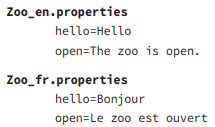 Zoo_en.properties
hello=Hello
open=The zoo is open.
Zoo_fr.properties
hello=Bonjour
open=Le zoo est ouvert